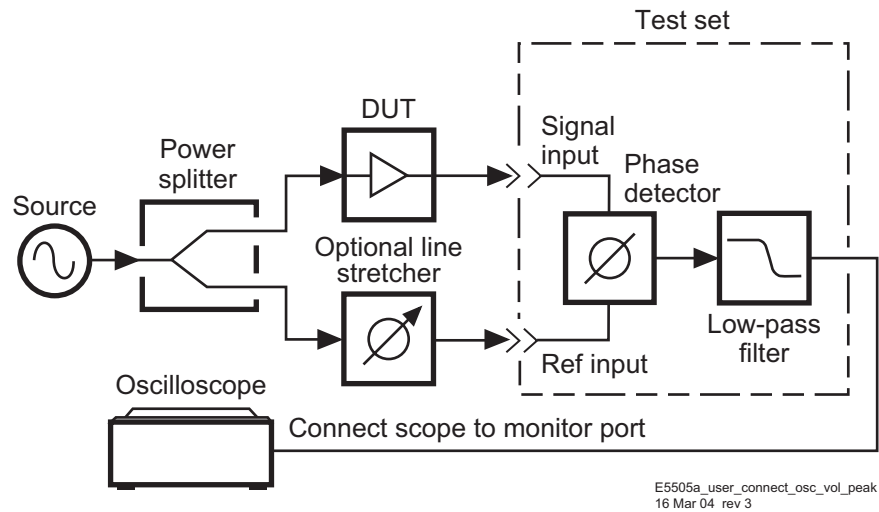 Test set
DUT
Power
splitter
Signal
input
Phase
detector
Source
Optional line
stretcher
Low-pass
filter
Ref input
Oscilloscope
Connect scope to monitor port
E5505a_user_connect_osc_vol_peak
16 Mar 04 rev 3